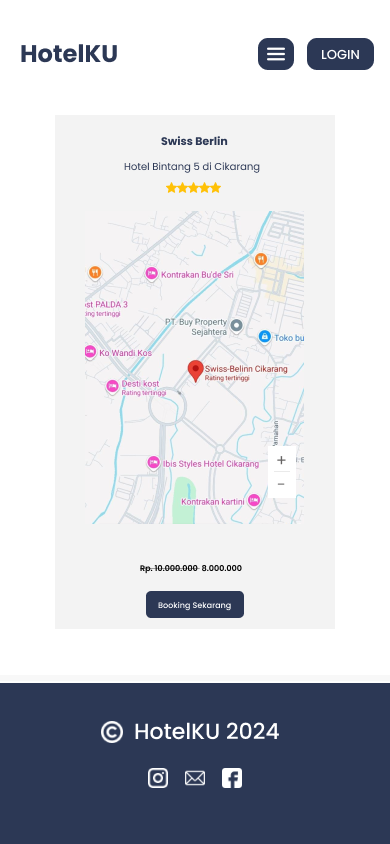 HotelKU
LOGIN
Swiss Berlin
Hotel Bintang 5 di Cikarang
Kontrakan Bu'de Sri
st PALDA 3
ing tertinggi
PT. Buy Property
Sejahtera
Toko bu
Ko Wandi Kos
Swiss-Belinn Cikarang
Rating tertinggi
Desti kost
Rating tertinggi
Ibis Styles Hotel Cikarang
Kontrakan kartini
+
−
Rp. 10.000.000 8.000.000
Booking Sekarang
© HotelKU 2024